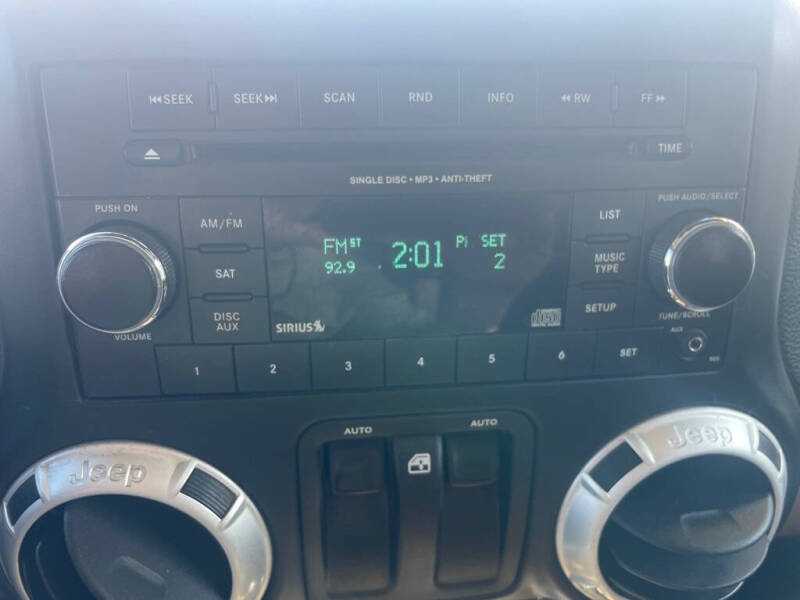 ⏮SEEK SEEK⏭ SCAN RND INFO ◂◂ RW FF ▸▸
TIME
SINGLE DISC • MP3 • ANTI-THEFT
PUSH ON
PUSH AUDIO/SELECT
AM/FM
LIST
FM ST 2:01 SET
92.9 2
SAT
MUSIC
TYPE
DISC
AUX
SETUP
SIRIUS
VOLUME
TUNE/SCROLL
AUX
1 2 3 4 5 6 SET
AUTO AUTO
Jeep
Jeep